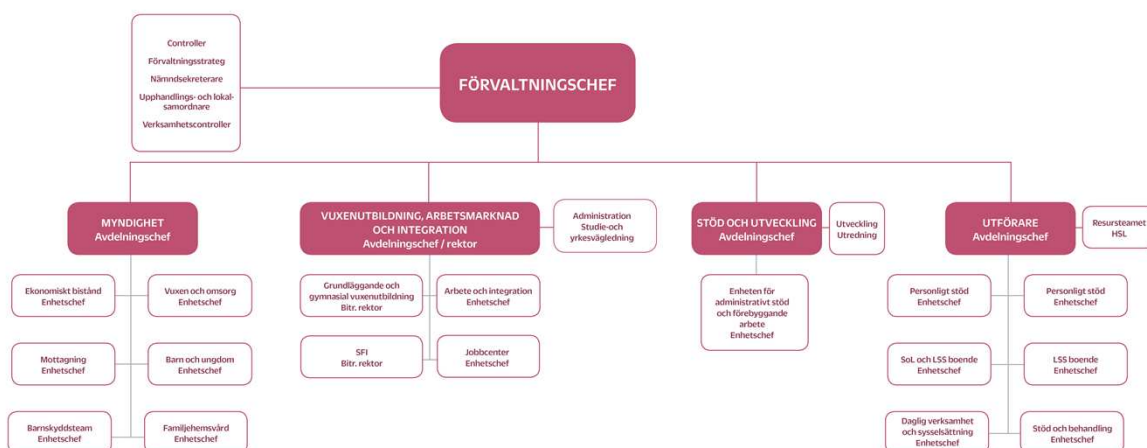 Controller
Förvaltningsstrateg
Nämndsekreterare
Upphandlings- och lokal-
samordnare
Verksamhetscontroller
FÖRVALTNINGSCHEF
MYNDIGHET
Avdelningschef
Ekonomiskt bistånd
Enhetschef
Vuxen och omsorg
Enhetschef
Mottagning
Enhetschef
Barn och ungdom
Enhetschef
Barnskyddsteam
Enhetschef
Familjehemsvård
Enhetschef
VUXENUTBILDNING, ARBETSMARKNAD
OCH INTEGRATION
Avdelningschef / rektor
Administration
Studie-och
yrkesvägledning
Grundläggande och
gymnasial vuxenutbildning
Bitr. rektor
Arbete och integration
Enhetschef
SFI
Bitr. rektor
Jobbcenter
Enhetschef
STÖD OCH UTVECKLING
Avdelningschef
Utveckling
Utredning
Enheten för
administrativt stöd
och förebyggande
arbete
Enhetschef
UTFÖRARE
Avdelningschef
Resursteamet
HSL
Personligt stöd
Enhetschef
Personligt stöd
Enhetschef
SoL och LSS boende
Enhetschef
LSS boende
Enhetschef
Daglig verksamhet
och sysselsättning
Enhetschef
Stöd och behandling
Enhetschef